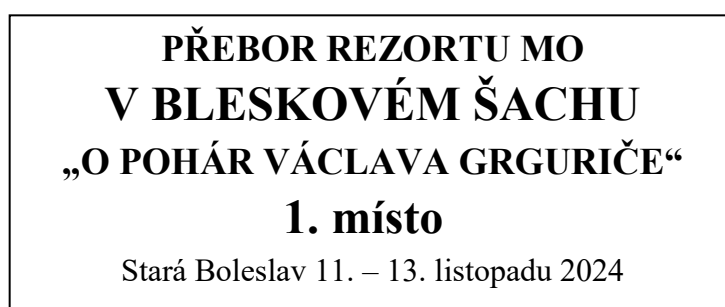 PŘEBOR REZORTU MO
V BLESKOVÉM ŠACHU
„O POHÁR VÁCLAVA GRGURIČE“
1. místo
Stará Boleslav 11. – 13. listopadu 2024